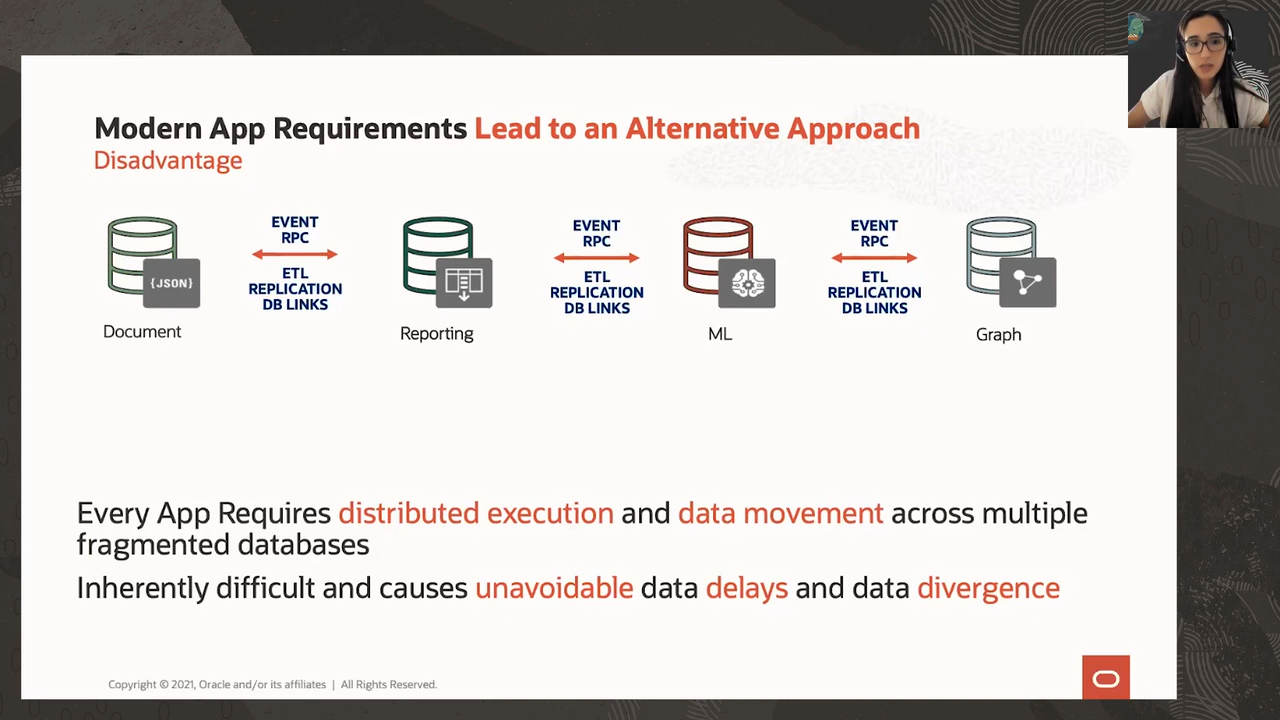 Modern App Requirements Lead to an Alternative Approach
Disadvantage
EVENT
RPC
ETL
REPLICATION
DB LINKS
EVENT
RPC
ETL
REPLICATION
DB LINKS
EVENT
RPC
ETL
REPLICATION
DB LINKS
{JSON}
Document
Reporting
ML
Graph
Every App Requires distributed execution and data movement across multiple
fragmented databases
Inherently difficult and causes unavoidable data delays and data divergence
Copyright © 2021, Oracle and/or its affiliates | All Rights Reserved.